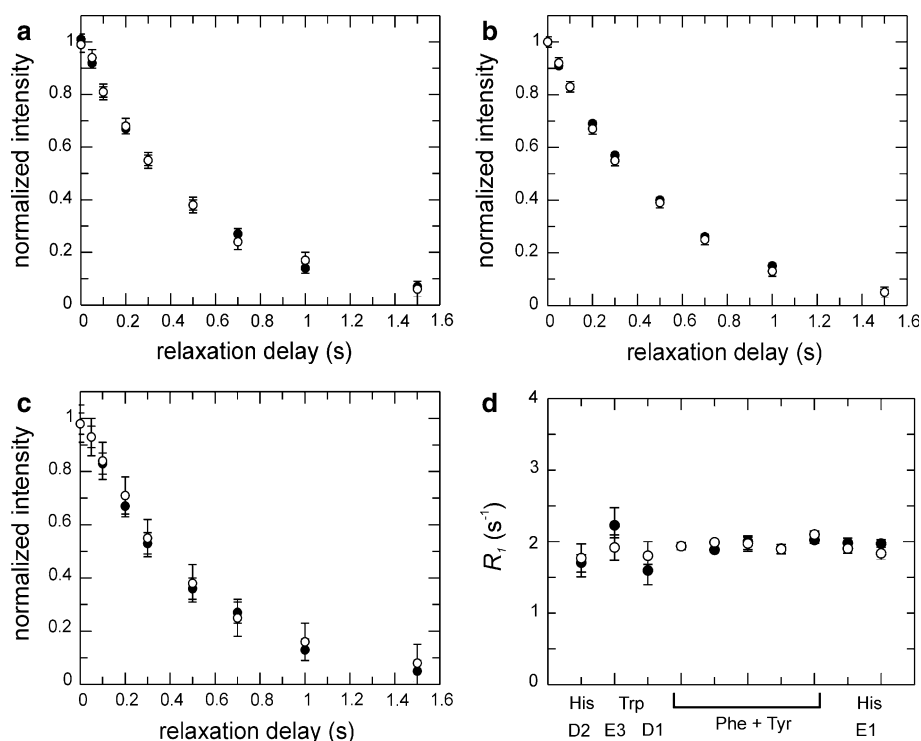 a
1
0.8
0.6
0.4
0.2
0
normalized intensity
0 0.2 0.4 0.6 0.8 1 1.2 1.4 1.6
relaxation delay (s)
b
1
0.8
0.6
0.4
0.2
0
normalized intensity
0 0.2 0.4 0.6 0.8 1 1.2 1.4 1.6
relaxation delay (s)
c
1
0.8
0.6
0.4
0.2
0
normalized intensity
0 0.2 0.4 0.6 0.8 1 1.2 1.4 1.6
relaxation delay (s)
d
4
3
2
1
0
R1 (s-1)
His Trp Phe + Tyr His
D2 E3 D1 E1